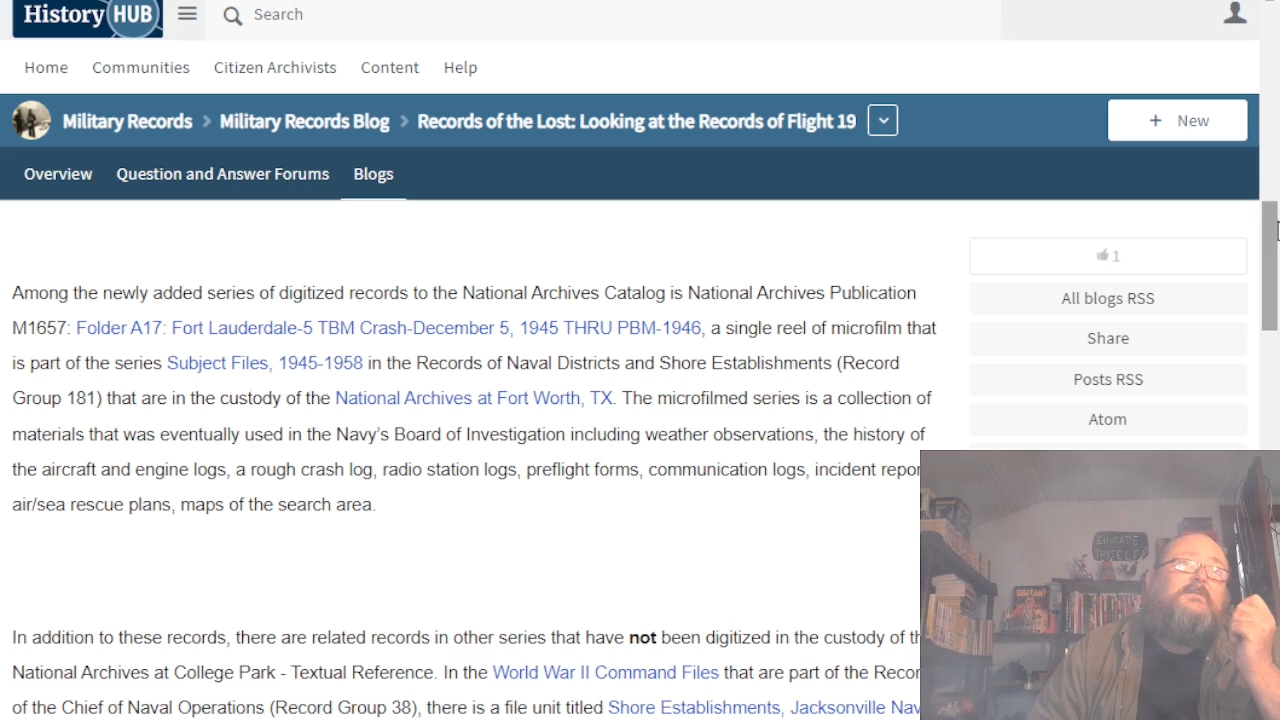 History HUB
Search
Home
Communities
Citizen Archivists
Content
Help
Military Records > Military Records Blog > Records of the Lost: Looking at the Records of Flight 19
+ New
Overview
Question and Answer Forums
Blogs
1
All blogs RSS
Share
Posts RSS
Atom
Among the newly added series of digitized records to the National Archives Catalog is National Archives Publication
M1657: Folder A17: Fort Lauderdale-5 TBM Crash-December 5, 1945 THRU PBM-1946, a single reel of microfilm that
is part of the series Subject Files, 1945-1958 in the Records of Naval Districts and Shore Establishments (Record
Group 181) that are in the custody of the National Archives at Fort Worth, TX. The microfilmed series is a collection of
materials that was eventually used in the Navy's Board of Investigation including weather observations, the history of
the aircraft and engine logs, a rough crash log, radio station logs, preflight forms, communication logs, incident repor
air/sea rescue plans, maps of the search area.
In addition to these records, there are related records in other series that have not been digitized in the custody of th
National Archives at College Park - Textual Reference. In the World War II Command Files that are part of the Recor
of the Chief of Naval Operations (Record Group 38), there is a file unit titled Shore Establishments, Jacksonville Nav
EDUCATE
THYSELF
SHAZAM!